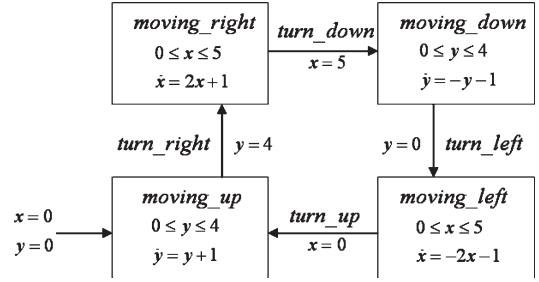 moving_right
0 ≤ x ≤ 5
ẋ = 2x + 1
turn_down
x = 5
moving_down
0 ≤ y ≤ 4
ẏ = −y − 1
turn_right
y = 4
y = 0
turn_left
x = 0
y = 0
moving_up
0 ≤ y ≤ 4
ẏ = y + 1
turn_up
x = 0
moving_left
0 ≤ x ≤ 5
ẋ = −2x − 1